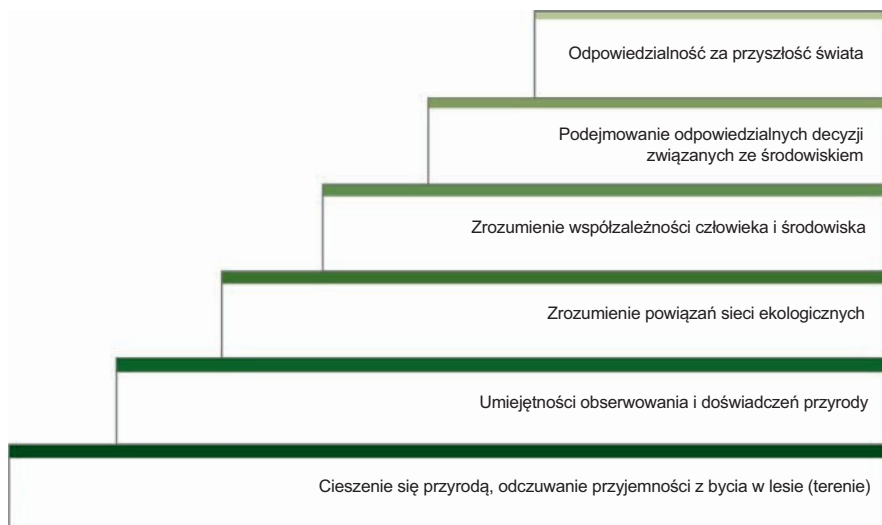 Odpowiedzialność za przyszłość świata
Podejmowanie odpowiedzialnych decyzji
związanych ze środowiskiem
Zrozumienie współzależności człowieka i środowiska
Zrozumienie powiązań sieci ekologicznych
Umiejętności obserwowania i doświadczeń przyrody
Cieszenie się przyrodą, odczuwanie przyjemności z bycia w lesie (terenie)